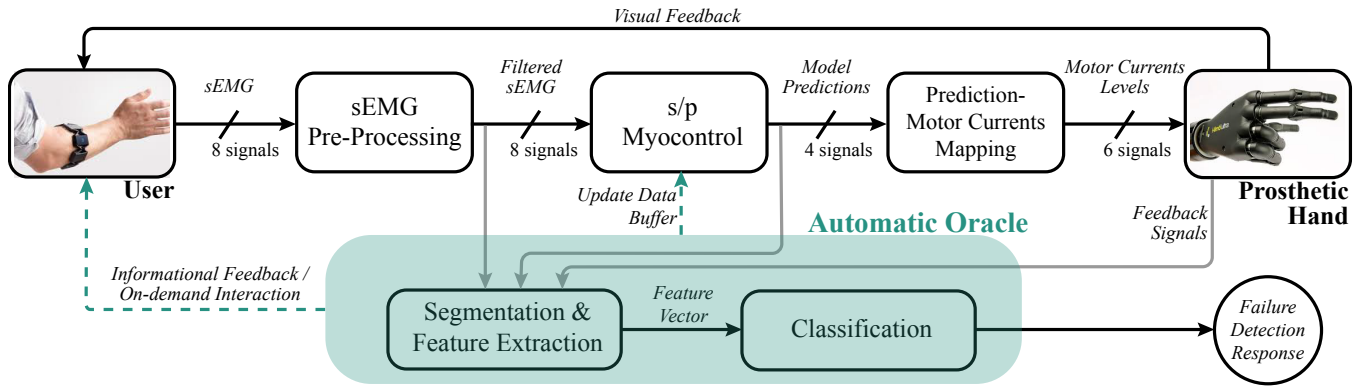 Visual Feedback
sEMG
8 signals
sEMG
Pre-Processing
Filtered
sEMG
8 signals
s/p
Myocontrol
Model
Predictions
4 signals
Prediction-
Motor Currents
Mapping
Motor Currents
Levels
6 signals
User
Prosthetic
Hand
Update Data
Buffer
Automatic Oracle
Feedback
Signals
Informational Feedback /
On-demand Interaction
Segmentation &
Feature Extraction
Feature
Vector
Classification
Failure
Detection
Response